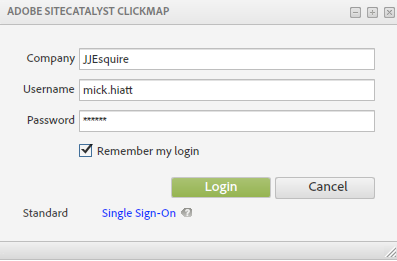 ADOBE SITECATALYST CLICKMAP
Company JJEsquire
Username mick.hiatt
Password ******
Remember my login
Login Cancel
Standard Single Sign-On ?